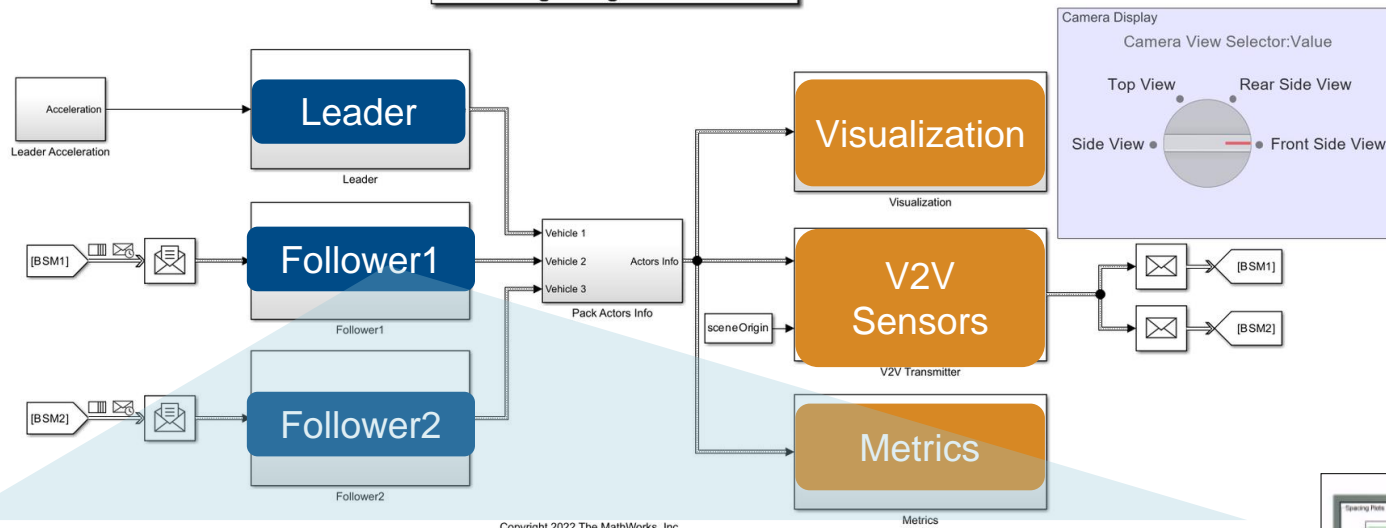 Camera Display
Camera View Selector:Value
Top View
Rear Side View
Side View
Front Side View
Acceleration
Leader Acceleration
Leader
Leader
Visualization
Visualization
[BSM1]
Follower1
Follower1
Vehicle 1
Vehicle 2
Vehicle 3
Actors Info
Pack Actors Info
sceneOrigin
V2V
Sensors
V2V Transmitter
[BSM1]
[BSM2]
[BSM2]
Follower2
Follower2
Metrics
Metrics
Copyright 2022 The MathWorks, Inc.
Spacing Plots